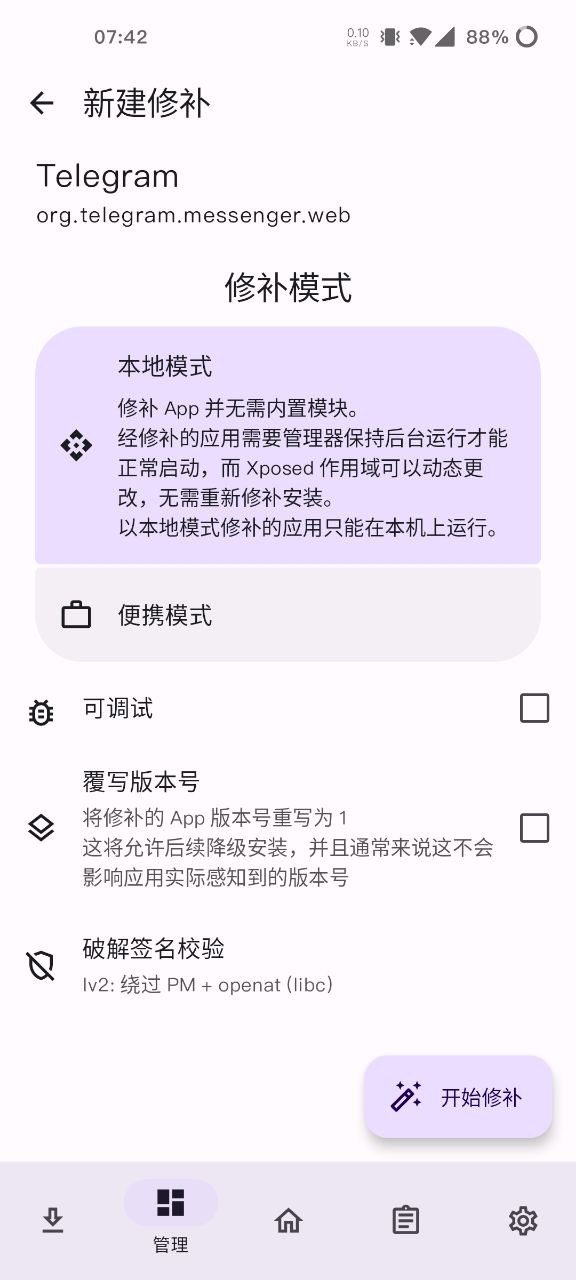 07:42
0.10
KB/S
88%
新建修补
Telegram
org.telegram.messenger.web
修补模式
本地模式
修补 App 并无需内置模块。
经修补的应用需要管理器保持后台运行才能
正常启动，而 Xposed 作用域可以动态更
改，无需重新修补安装。
以本地模式修补的应用只能在本机上运行。
便携模式
可调试
覆写版本号
将修补的 App 版本号重写为 1
这将允许后续降级安装，并且通常来说这不会
影响应用实际感知到的版本号
破解签名校验
lv2: 绕过 PM + openat (libc)
开始修补
管理